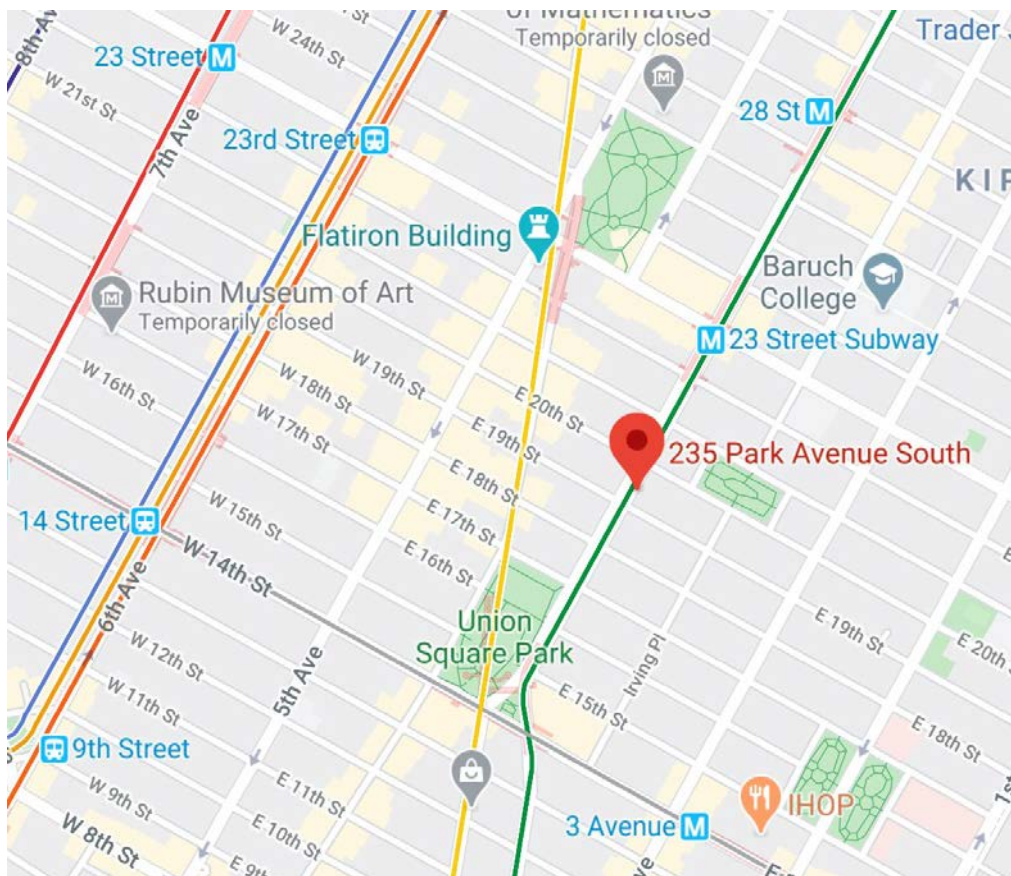 of Mathematics
Temporarily closed
Trader
8th Ave
W 24th St
23 Street
M
W 21st St
28 St
M
7th Ave
23rd Street
KIP
Flatiron Building
Baruch
College
Rubin Museum of Art
Temporarily closed
M
23 Street Subway
W 16th St
W 19th St
W 18th St
W 17th St
E 20th St
E 19th St
235 Park Avenue South
E 18th St
14 Street
W 15th St
E 17th St
W 14th St
E 16th St
6th Ave
Union
Square Park
Irving Pl
E 19th St
E 20th St
W 12th St
5th Ave
E 15th St
W 11th St
E 18th St
9th Street
1st
E 11th St
W 9th St
IHOP
3 Avenue
M
E 10th St
W 8th St
E 9th
Ave